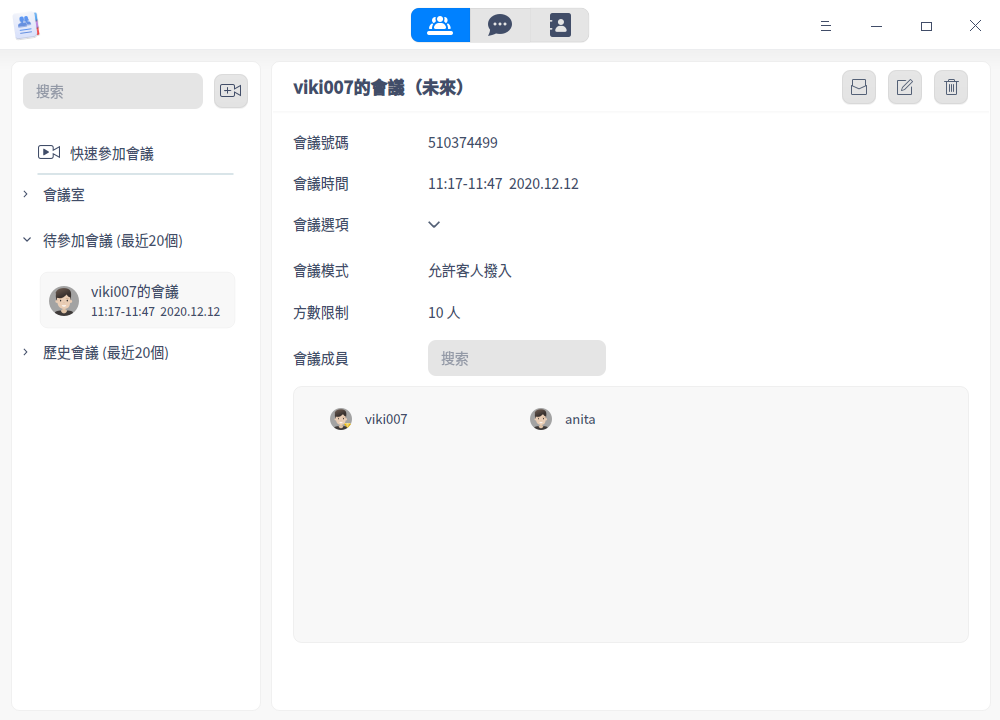 搜索
快速參加會議
會議室
待參加會議 (最近20個)
viki007的會議
11:17-11:47 2020.12.12
歷史會議 (最近20個)
viki007的會議（未來）
會議號碼 510374499
會議時間 11:17-11:47 2020.12.12
會議選項
會議模式 允許客人撥入
方數限制 10 人
會議成員 搜索
viki007 anita